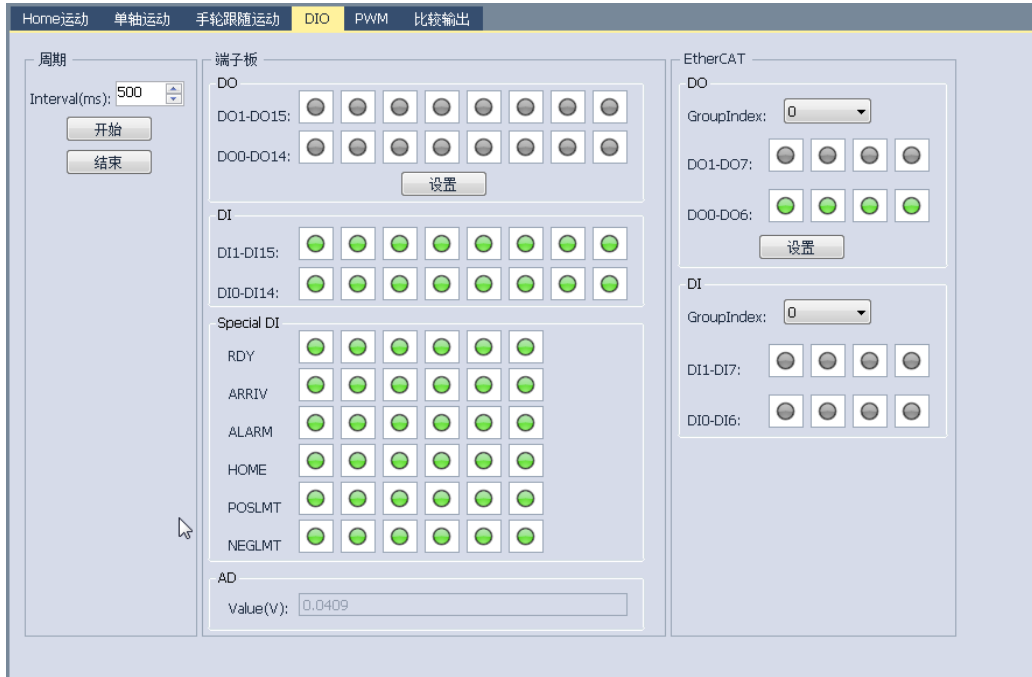 Home运动 单轴运动 手轮跟随运动 DIO PWM 比较输出
周期
Interval(ms): 500
开始
结束
端子板
DO
DO1-DO15:
DO0-DO14:
设置
DI
DI1-DI15:
DI0-DI14:
Special DI
RDY
ARRIV
ALARM
HOME
POSLMT
NEGLMT
AD
Value(V): 0.0409
EtherCAT
DO
GroupIndex: 0
DO1-DO7:
DO0-DO6:
设置
DI
GroupIndex: 0
DI1-DI7:
DI0-DI6: